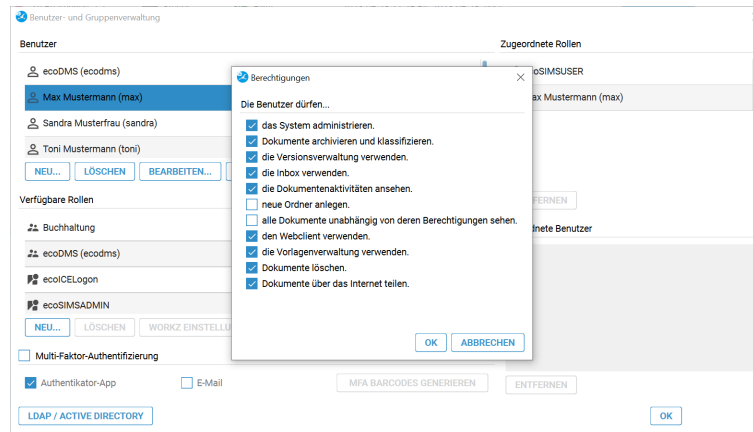 Benutzer- und Gruppenverwaltung
Benutzer
Zugeordnete Rollen
ecoDMS (ecodms)
Max Mustermann (max)
Sandra Musterfrau (sandra)
Toni Mustermann (toni)
NEU...
LÖSCHEN
BEARBEITEN...
Verfügbare Rollen
Buchhaltung
ecoDMS (ecodms)
ecoICELogon
ecoSIMSADMIN
NEU...
LÖSCHEN
WORKZ EINSTELLU
Multi-Faktor-Authentifizierung
Authentikator-App
E-Mail
MFA BARCODES GENERIEREN
LDAP / ACTIVE DIRECTORY
Berechtigungen
Die Benutzer dürfen...
das System administrieren.
Dokumente archivieren und klassifizieren.
die Versionsverwaltung verwenden.
die Inbox verwenden.
die Dokumentenaktivitäten ansehen.
neue Ordner anlegen.
alle Dokumente unabhängig von deren Berechtigungen sehen.
den Webclient verwenden.
die Vorlagenverwaltung verwenden.
Dokumente löschen.
Dokumente über das Internet teilen.
OK
ABBRECHEN
oSIMSUSER
ax Mustermann (max)
FERNEN
dnete Benutzer
ENTFERNEN
OK